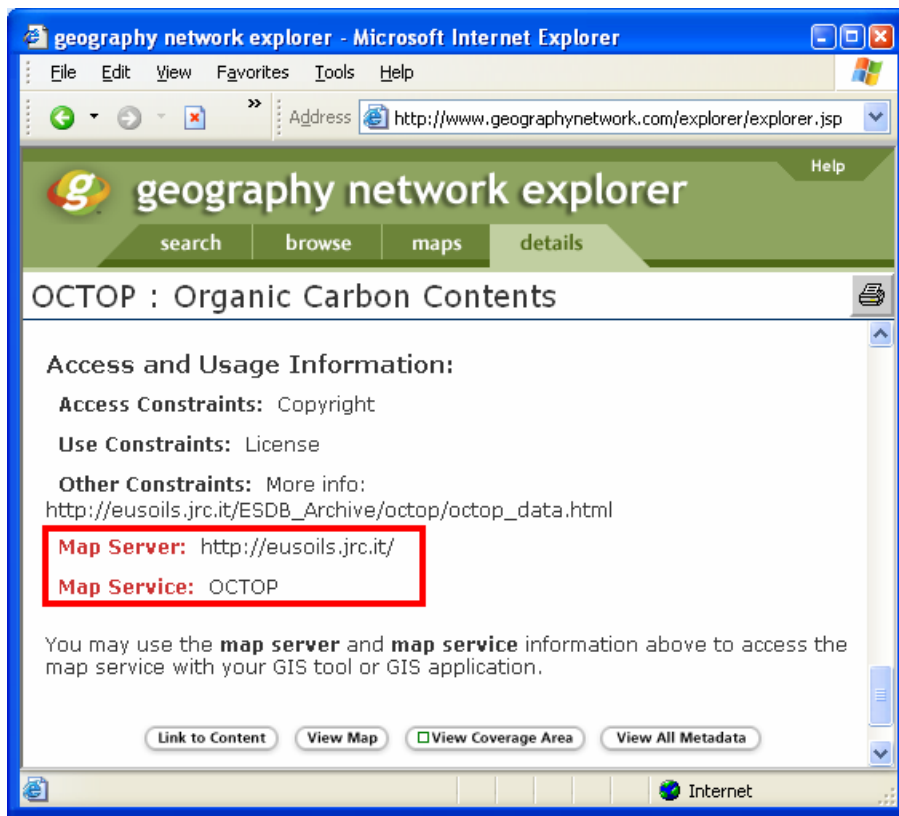 geography network explorer - Microsoft Internet Explorer
File Edit View Favorites Tools Help
» Address http://www.geographynetwork.com/explorer/explorer.jsp
Help
g geography network explorer
search browse maps details
OCTOP : Organic Carbon Contents
Access and Usage Information:
Access Constraints: Copyright
Use Constraints: License
Other Constraints: More info:
http://eusoils.jrc.it/ESDB_Archive/octop/octop_data.html
Map Server: http://eusoils.jrc.it/
Map Service: OCTOP
You may use the map server and map service information above to access the
map service with your GIS tool or GIS application.
Link to Content View Map View Coverage Area View All Metadata
Internet